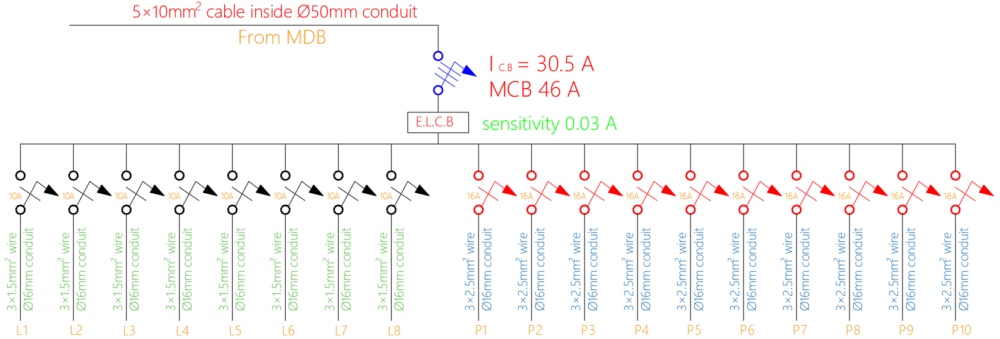 5×10mm² cable inside Ø50mm conduit
From MDB
I C.B = 30.5 A
MCB 46 A
E.L.C.B
sensitivity 0.03 A
10A 10A 10A 10A 10A 10A 10A 10A 16A 16A 16A 16A 16A 16A 16A 16A 16A 16A
3×1.5mm² wire
Ø16mm conduit
3×1.5mm² wire
Ø16mm conduit
3×1.5mm² wire
Ø16mm conduit
3×1.5mm² wire
Ø16mm conduit
3×1.5mm² wire
Ø16mm conduit
3×1.5mm² wire
Ø16mm conduit
3×1.5mm² wire
Ø16mm conduit
3×1.5mm² wire
Ø16mm conduit
3×2.5mm² wire
Ø16mm conduit
3×2.5mm² wire
Ø16mm conduit
3×2.5mm² wire
Ø16mm conduit
3×2.5mm² wire
Ø16mm conduit
3×2.5mm² wire
Ø16mm conduit
3×2.5mm² wire
Ø16mm conduit
3×2.5mm² wire
Ø16mm conduit
3×2.5mm² wire
Ø16mm conduit
3×2.5mm² wire
Ø16mm conduit
3×2.5mm² wire
Ø16mm conduit
L1 L2 L3 L4 L5 L6 L7 L8 P1 P2 P3 P4 P5 P6 P7 P8 P9 P10